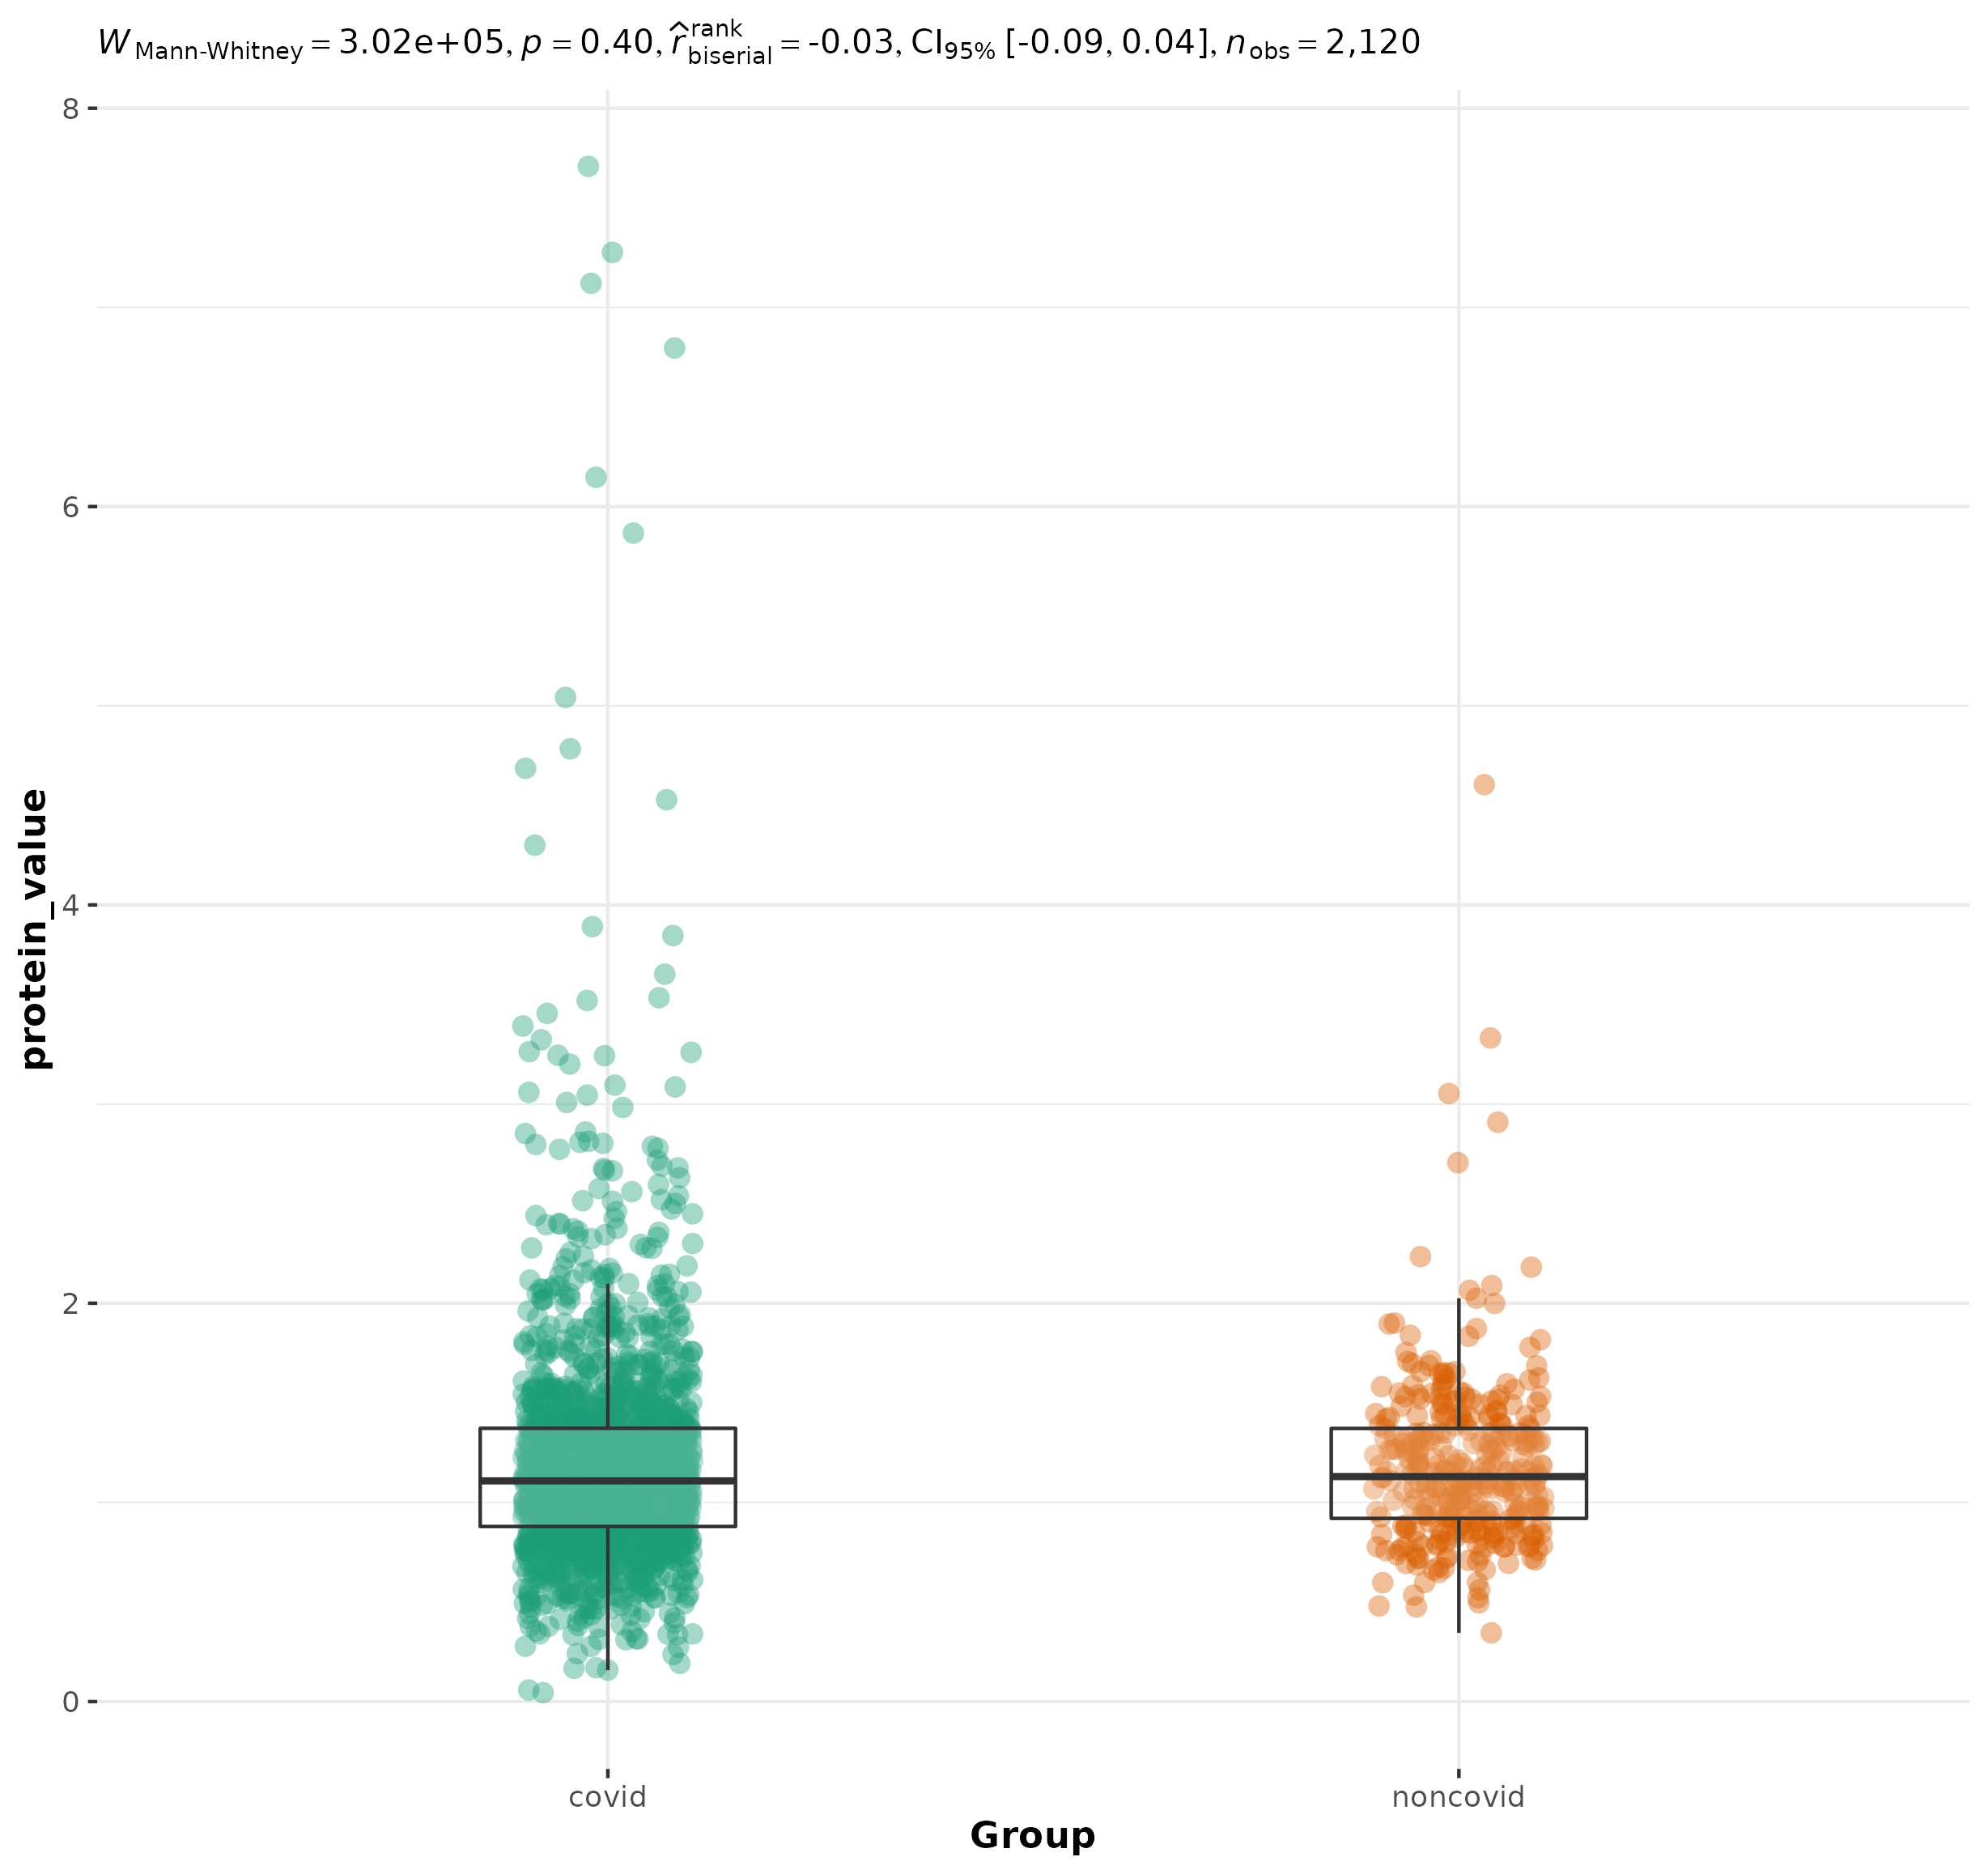 W Mann-Whitney = 3.02e+05, p = 0.40, r̂ rank biserial = -0.03, CI95% [-0.09, 0.04], n obs = 2,120
8
6
4
2
0
protein_value
covid noncovid
Group